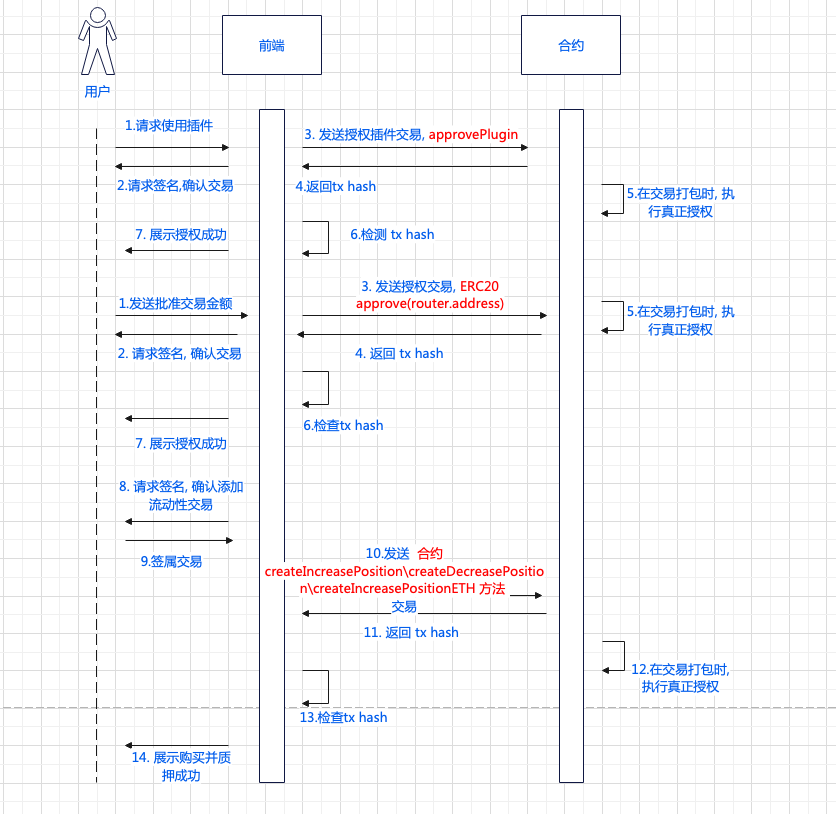 前端
合约
用户
1.请求使用插件
3. 发送授权插件交易, approvePlugin
2.请求签名,确认交易
4.返回tx hash
5.在交易打包时, 执
行真正授权
7. 展示授权成功
6.检测 tx hash
3. 发送授权交易, ERC20
approve(router.address)
1.发送批准交易金额
5.在交易打包时, 执
行真正授权
2. 请求签名, 确认交易
4. 返回 tx hash
6.检查tx hash
7. 展示授权成功
8. 请求签名, 确认添加
流动性交易
9.签属交易
10.发送 合约
createIncreasePosition\createDecreasePositio
n\createIncreasePositionETH 方法
交易
11. 返回 tx hash
12.在交易打包时,
执行真正授权
13.检查tx hash
14. 展示购买并质
押成功